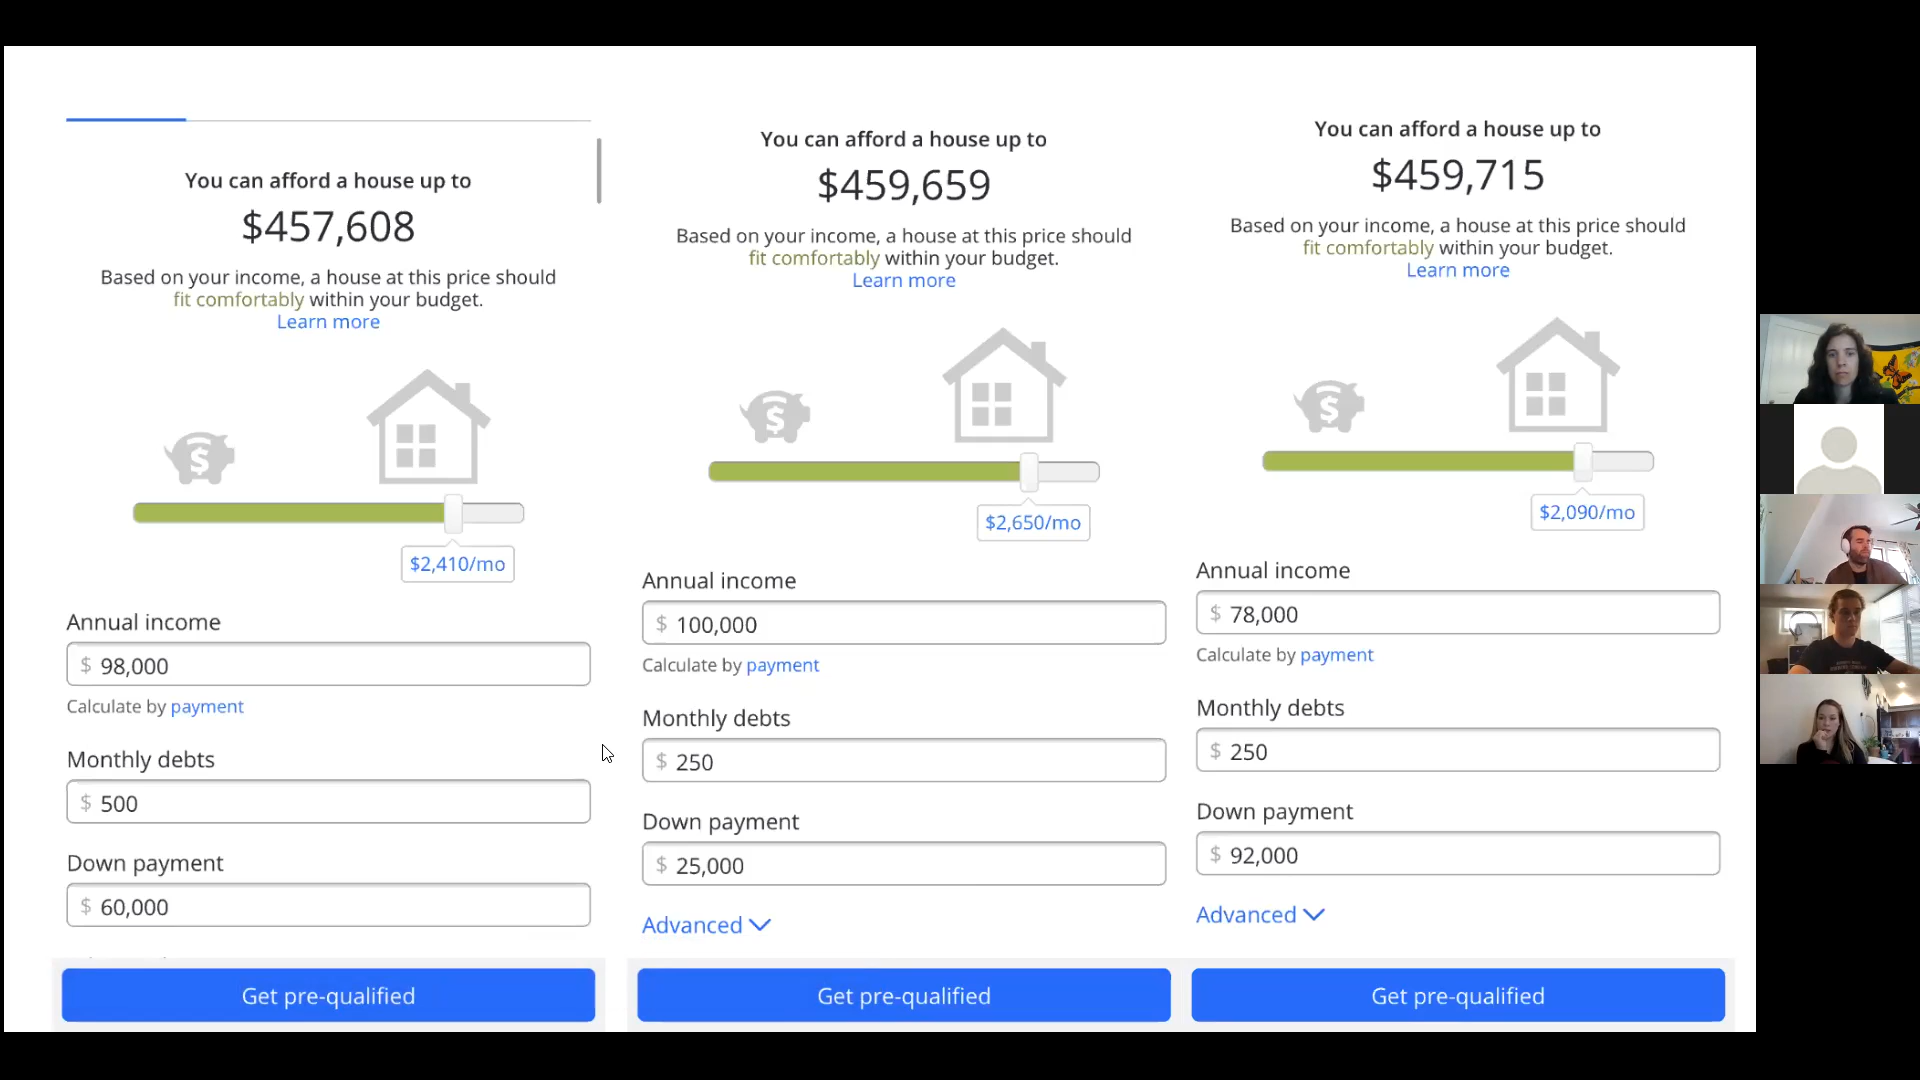 You can afford a house up to
$457,608
Based on your income, a house at this price should
fit comfortably within your budget.
Learn more
$
$2,410/mo
Annual income
$ 98,000
Calculate by payment
Monthly debts
$ 500
Down payment
$ 60,000
Get pre-qualified
You can afford a house up to
$459,659
Based on your income, a house at this price should
fit comfortably within your budget.
Learn more
$
$2,650/mo
Annual income
$ 100,000
Calculate by payment
Monthly debts
$ 250
Down payment
$ 25,000
Advanced
Get pre-qualified
You can afford a house up to
$459,715
Based on your income, a house at this price should
fit comfortably within your budget.
Learn more
$
$2,090/mo
Annual income
$ 78,000
Calculate by payment
Monthly debts
$ 250
Down payment
$ 92,000
Advanced
Get pre-qualified